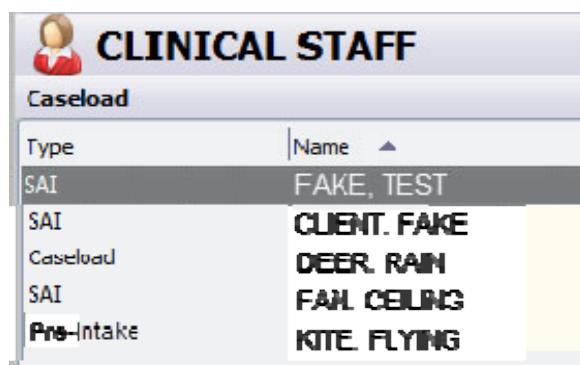 CLINICAL STAFF
Caseload
Type Name
SAI FAKE, TEST
SAI CLIENT. FAKE
Caseload DEER. RAIN
SAI FAN. CEILING
Pre-Intake KITE. FLYING